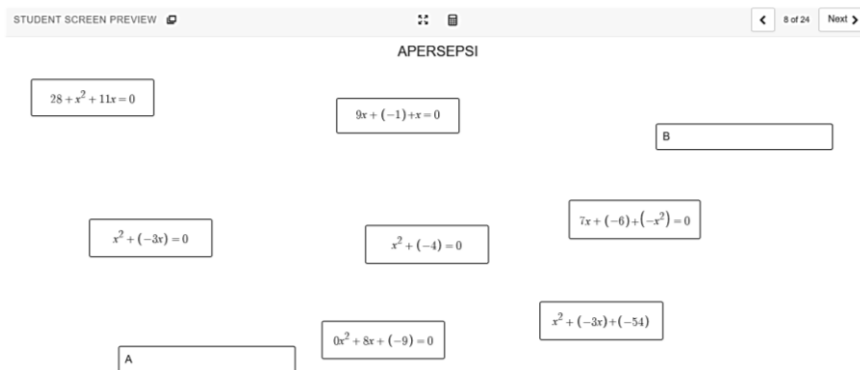 STUDENT SCREEN PREVIEW
8 of 24
Next
APERSEPSI
28 + x² + 11x = 0
9x + (−1) + x = 0
B
x² + (−3x) = 0
x² + (−4) = 0
7x + (−6) + (−x²) = 0
0x² + 8x + (−9) = 0
x² + (−3x) + (−54)
A